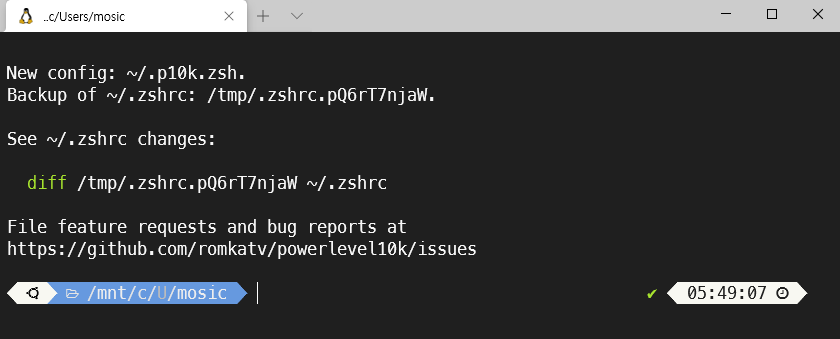 ..c/Users/mosic
New config: ~/.p10k.zsh.
Backup of ~/.zshrc: /tmp/.zshrc.pQ6rT7njaW.
See ~/.zshrc changes:
diff /tmp/.zshrc.pQ6rT7njaW ~/.zshrc
File feature requests and bug reports at
https://github.com/romkatv/powerlevel10k/issues
/mnt/c/U/mosic ✔ 05:49:07